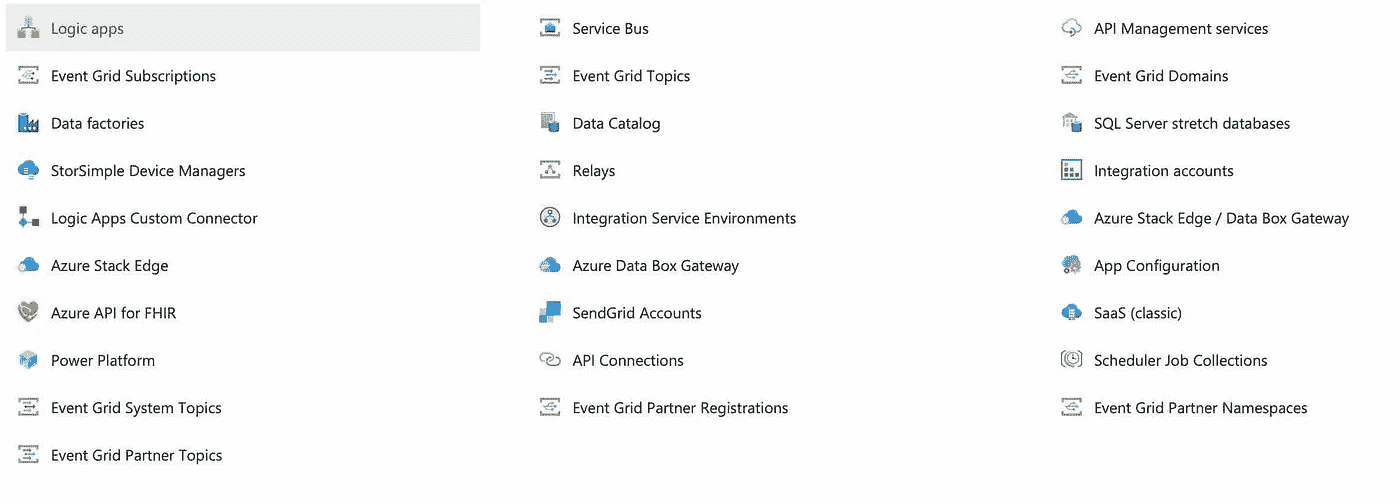 Logic apps
Service Bus
API Management services
Event Grid Subscriptions
Event Grid Topics
Event Grid Domains
Data factories
Data Catalog
SQL Server stretch databases
StorSimple Device Managers
Relays
Integration accounts
Logic Apps Custom Connector
Integration Service Environments
Azure Stack Edge / Data Box Gateway
Azure Stack Edge
Azure Data Box Gateway
App Configuration
Azure API for FHIR
SendGrid Accounts
SaaS (classic)
Power Platform
API Connections
Scheduler Job Collections
Event Grid System Topics
Event Grid Partner Registrations
Event Grid Partner Namespaces
Event Grid Partner Topics